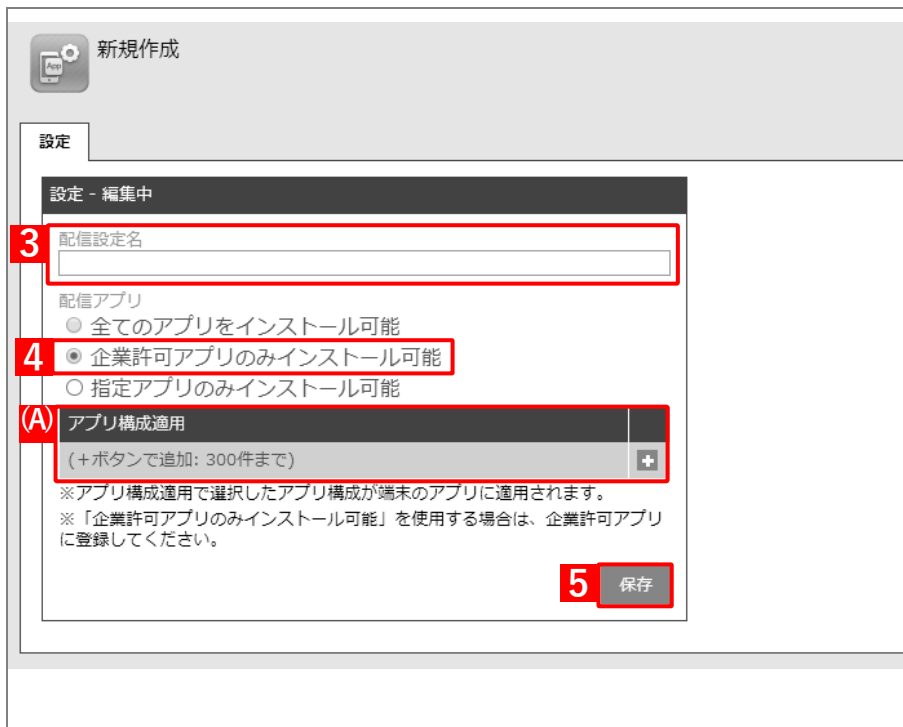 App
新規作成
設定
設定 - 編集中
3
配信設定名
配信アプリ
全てのアプリをインストール可能
4
企業許可アプリのみインストール可能
指定アプリのみインストール可能
(A)
アプリ構成適用
(+ボタンで追加: 300件まで)
※アプリ構成適用で選択したアプリ構成が端末のアプリに適用されます。
※「企業許可アプリのみインストール可能」を使用する場合は、企業許可アプリ
に登録してください。
5
保存